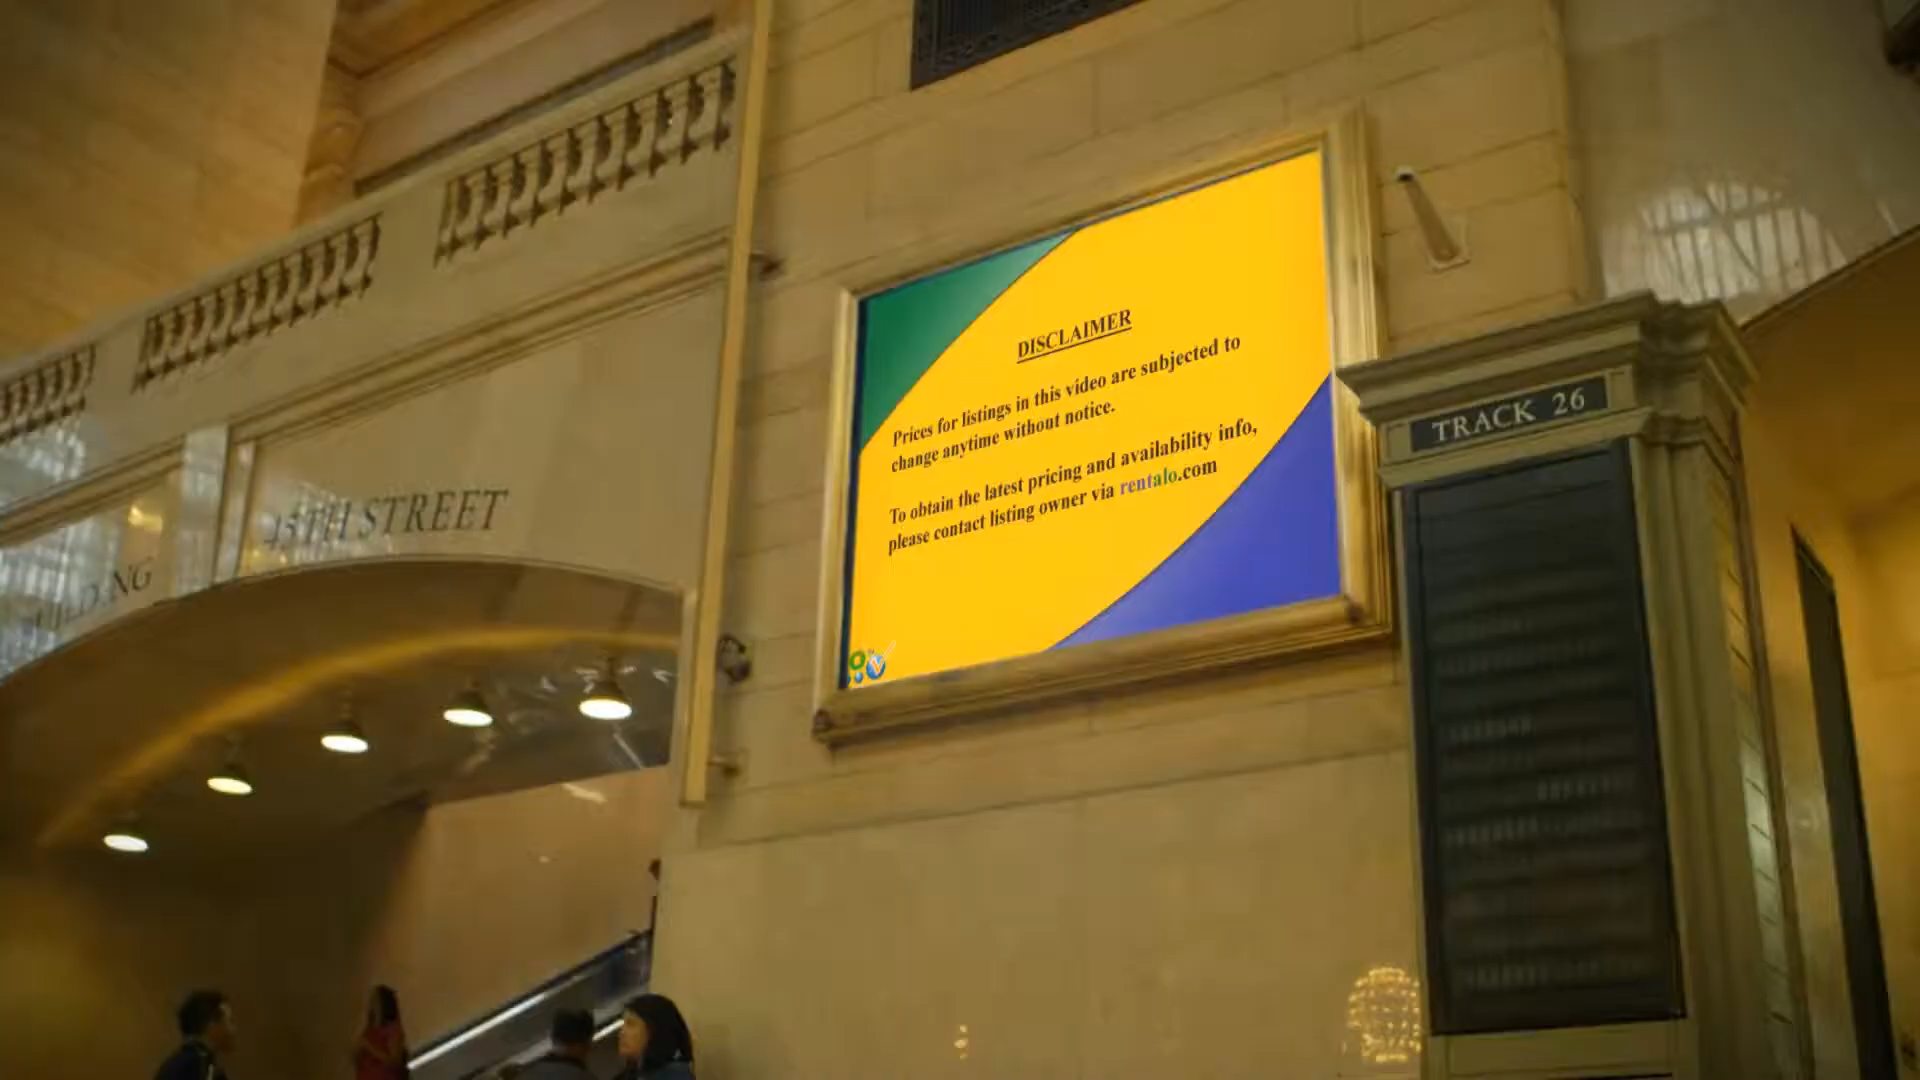 DISCLAIMER
Prices for listings in this video are subjected to
change anytime without notice.
To obtain the latest pricing and availability info,
please contact listing owner via rentalo.com
TRACK 26
45TH STREET